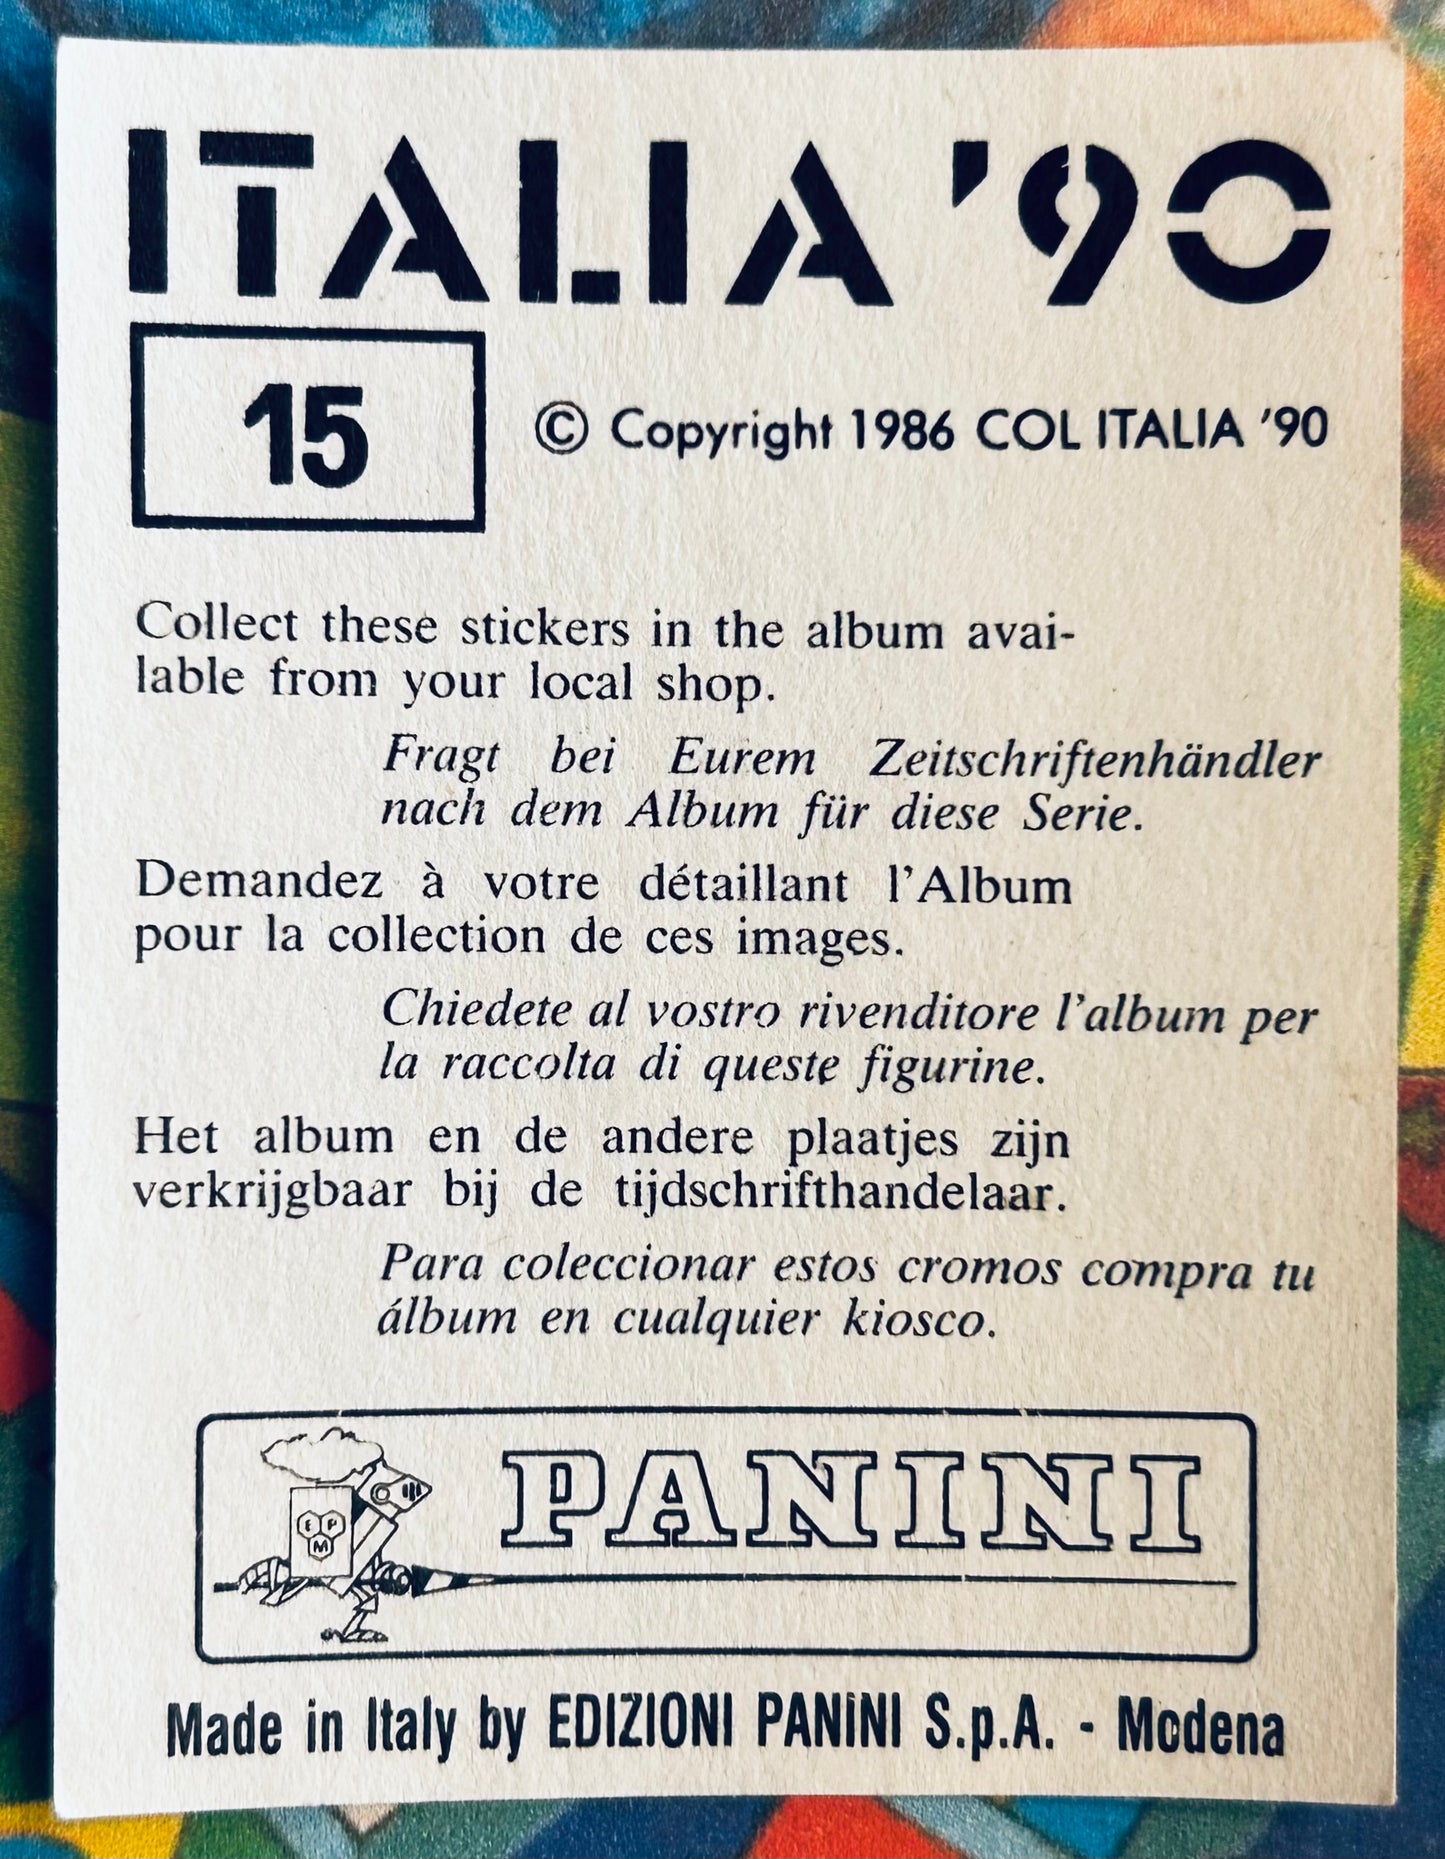 ITALIA '90
15
© Copyright 1986 COL ITALIA '90
Collect these stickers in the album avai-
lable from your local shop.
Fragt bei Eurem Zeitschriftenhändler
nach dem Album für diese Serie.
Demandez à votre détaillant l'Album
pour la collection de ces images.
Chiedete al vostro rivenditore l'album per
la raccolta di queste figurine.
Het album en de andere plaatjes zijn
verkrijgbaar bij de tijdschrifthandelaar.
Para coleccionar estos cromos compra tu
álbum en cualquier kiosco.
E P
M
PANINI
Made in Italy by EDIZIONI PANINI S.p.A. - Modena